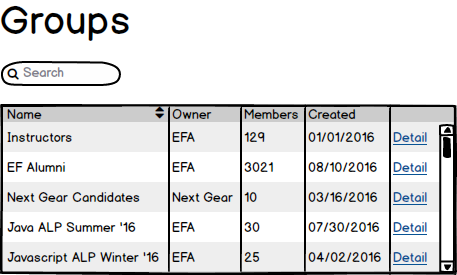 Groups
Search
Name Owner Members Created
Instructors EFA 129 01/01/2016 Detail
EF Alumni EFA 3021 08/10/2016 Detail
Next Gear Candidates Next Gear 10 03/16/2016 Detail
Java ALP Summer '16 EFA 30 07/30/2016 Detail
Javascript ALP Winter '16 EFA 25 04/02/2016 Detail